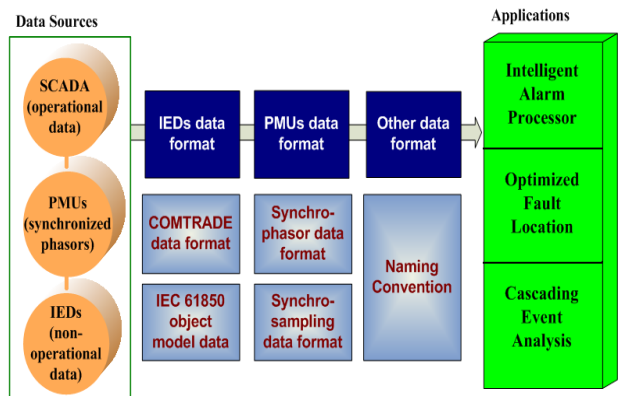 Data Sources
SCADA
(operational
data)
PMUs
(synchronized
phasors)
IEDs
(non-
operational
data)
IEDs data
format
PMUs data
format
Other data
format
COMTRADE
data format
Synchro-
phasor data
format
Naming
Convention
IEC 61850
object
model data
Synchro-
sampling
data format
Applications
Intelligent
Alarm
Processor
Optimized
Fault
Location
Cascading
Event
Analysis